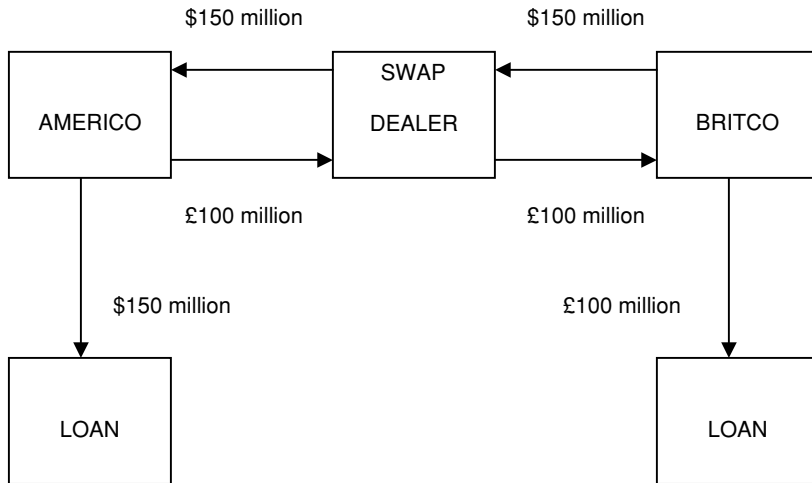 $150 million
$150 million
AMERICO
SWAP
DEALER
BRITCO
£100 million
£100 million
$150 million
£100 million
LOAN
LOAN